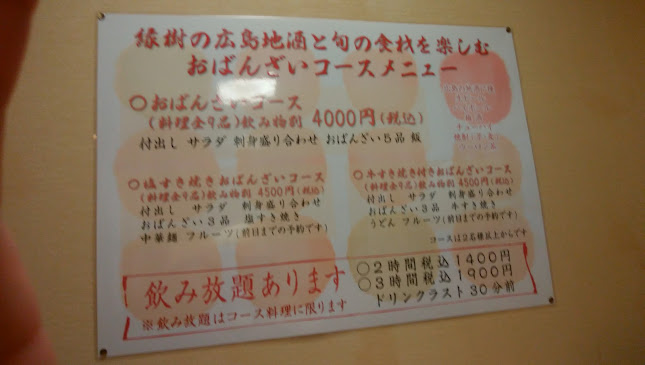 縁樹の広島地酒と旬の食材を楽しむ
おばんざいコースメニュー
○おばんざいコース
(料理全9名)飲み物別 4000円(税込)
付出し サラダ 刺身盛り合わせ おばんざい5品 飯
○塩すき焼きおばんざいコース
(料理全9名)飲み物別 4500円(税込)
付出し サラダ 刺身盛り合わせ
おばんざい3品 塩すき焼き
中華麺 フルーツ(前日までの予約です)
○牛すき焼き付きおばんざいコース
(料理全9名)飲み物別 4500円(税込)
付出し サラダ 刺身盛り合わせ
おばんざい3品 牛すき焼き
うどん フルーツ(前日までの予約です)
コースは2名様以上からです
飲み放題あります
※飲み放題はコース料理に限ります
○2時間税込1400円
○3時間税込1900円
ドリンクラスト30分前